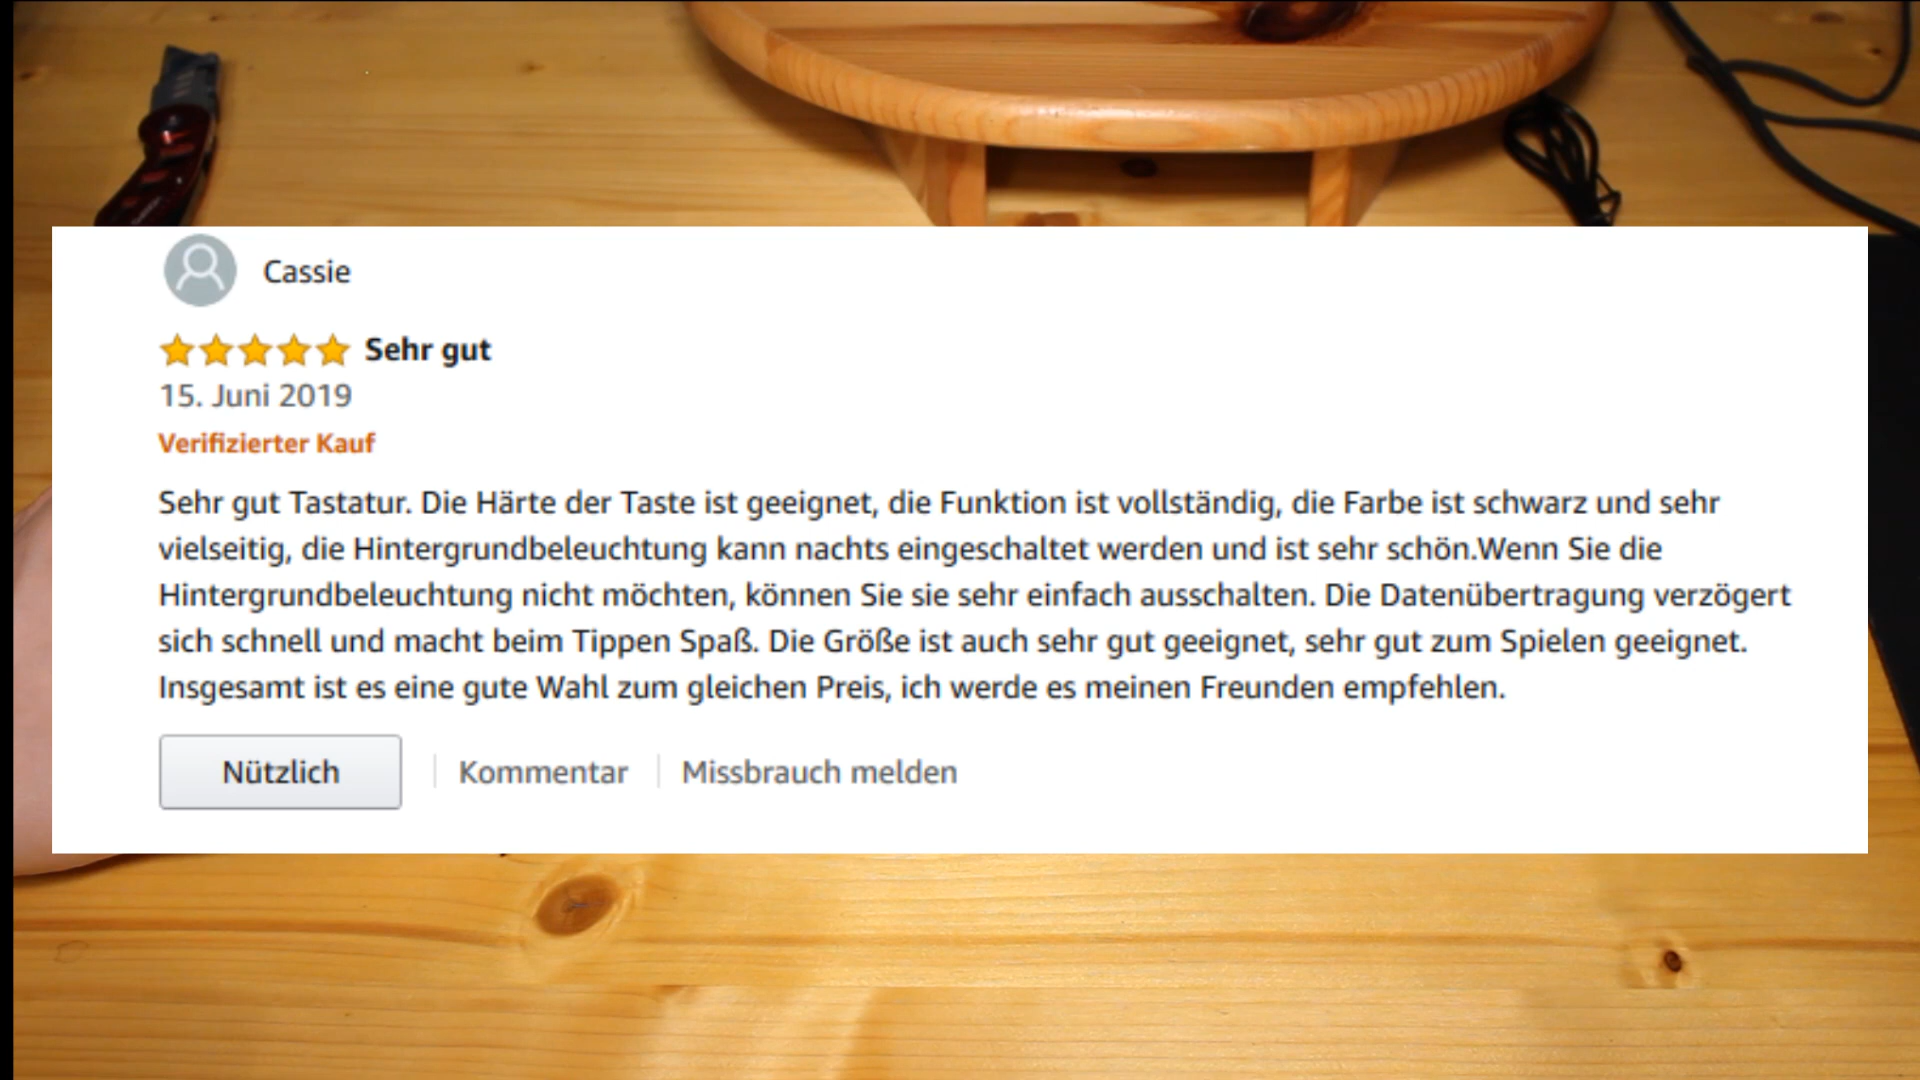 Cassie
Sehr gut
15. Juni 2019
Verifizierter Kauf
Sehr gut Tastatur. Die Härte der Taste ist geeignet, die Funktion ist vollständig, die Farbe ist schwarz und sehr
vielseitig, die Hintergrundbeleuchtung kann nachts eingeschaltet werden und ist sehr schön.Wenn Sie die
Hintergrundbeleuchtung nicht möchten, können Sie sie sehr einfach ausschalten. Die Datenübertragung verzögert
sich schnell und macht beim Tippen Spaß. Die Größe ist auch sehr gut geeignet, sehr gut zum Spielen geeignet.
Insgesamt ist es eine gute Wahl zum gleichen Preis, ich werde es meinen Freunden empfehlen.
Nützlich
Kommentar
Missbrauch melden